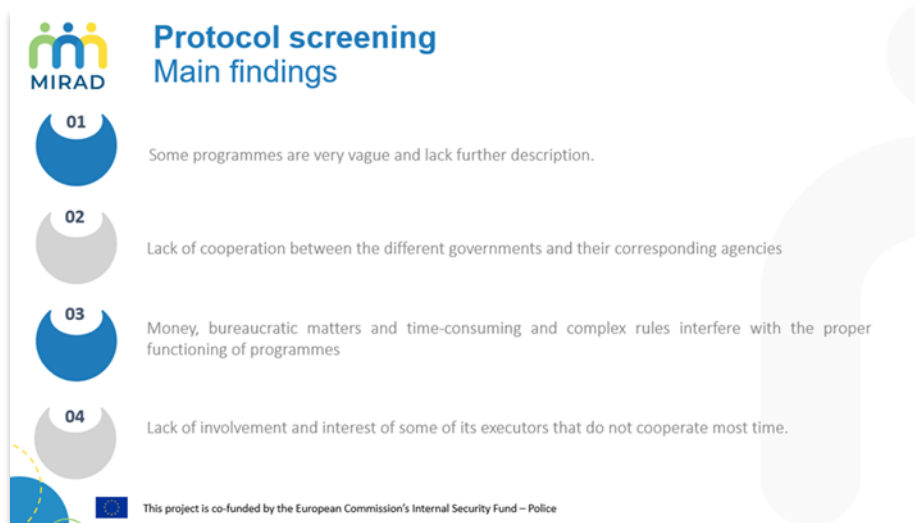 MIRAD
Protocol screening
Main findings
01
Some programmes are very vague and lack further description.
02
Lack of cooperation between the different governments and their corresponding agencies
03
Money, bureaucratic matters and time-consuming and complex rules interfere with the proper
functioning of programmes
04
Lack of involvement and interest of some of its executors that do not cooperate most time.
This project is co-funded by the European Commission's Internal Security Fund – Police